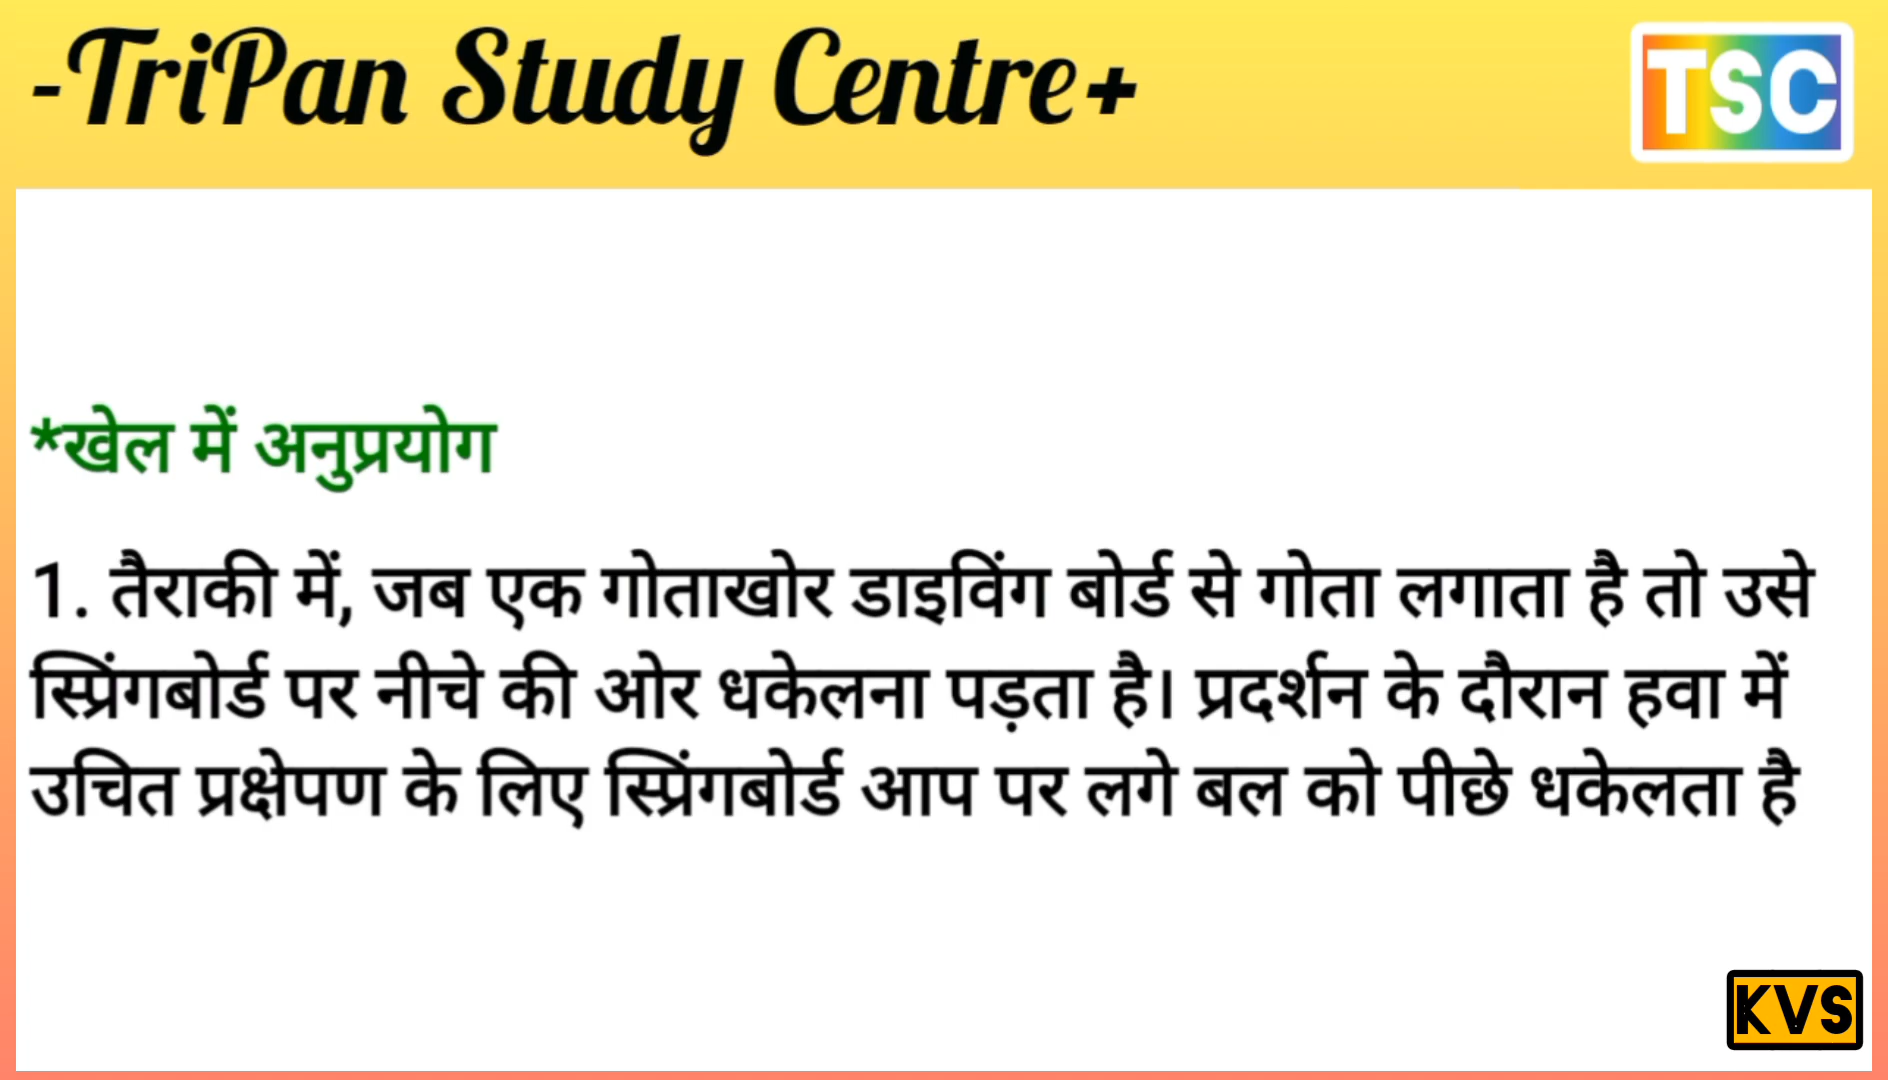 -TriPan Study Centre+
TSC
*खेल में अनुप्रयोग
1. तैराकी में, जब एक गोताखोर डाइविंग बोर्ड से गोता लगाता है तो उसे
स्प्रिंगबोर्ड पर नीचे की ओर धकेलना पड़ता है। प्रदर्शन के दौरान हवा में
उचित प्रक्षेपण के लिए स्प्रिंगबोर्ड आप पर लगे बल को पीछे धकेलता है
KVS